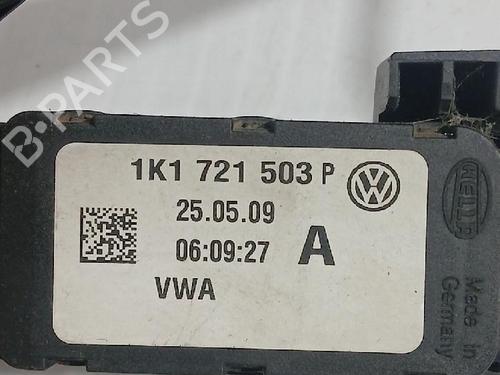 B-PARTS
1K1 721 503 P
25.05.09
06:09:27 A
VWA
HELLA
Made in
Germany